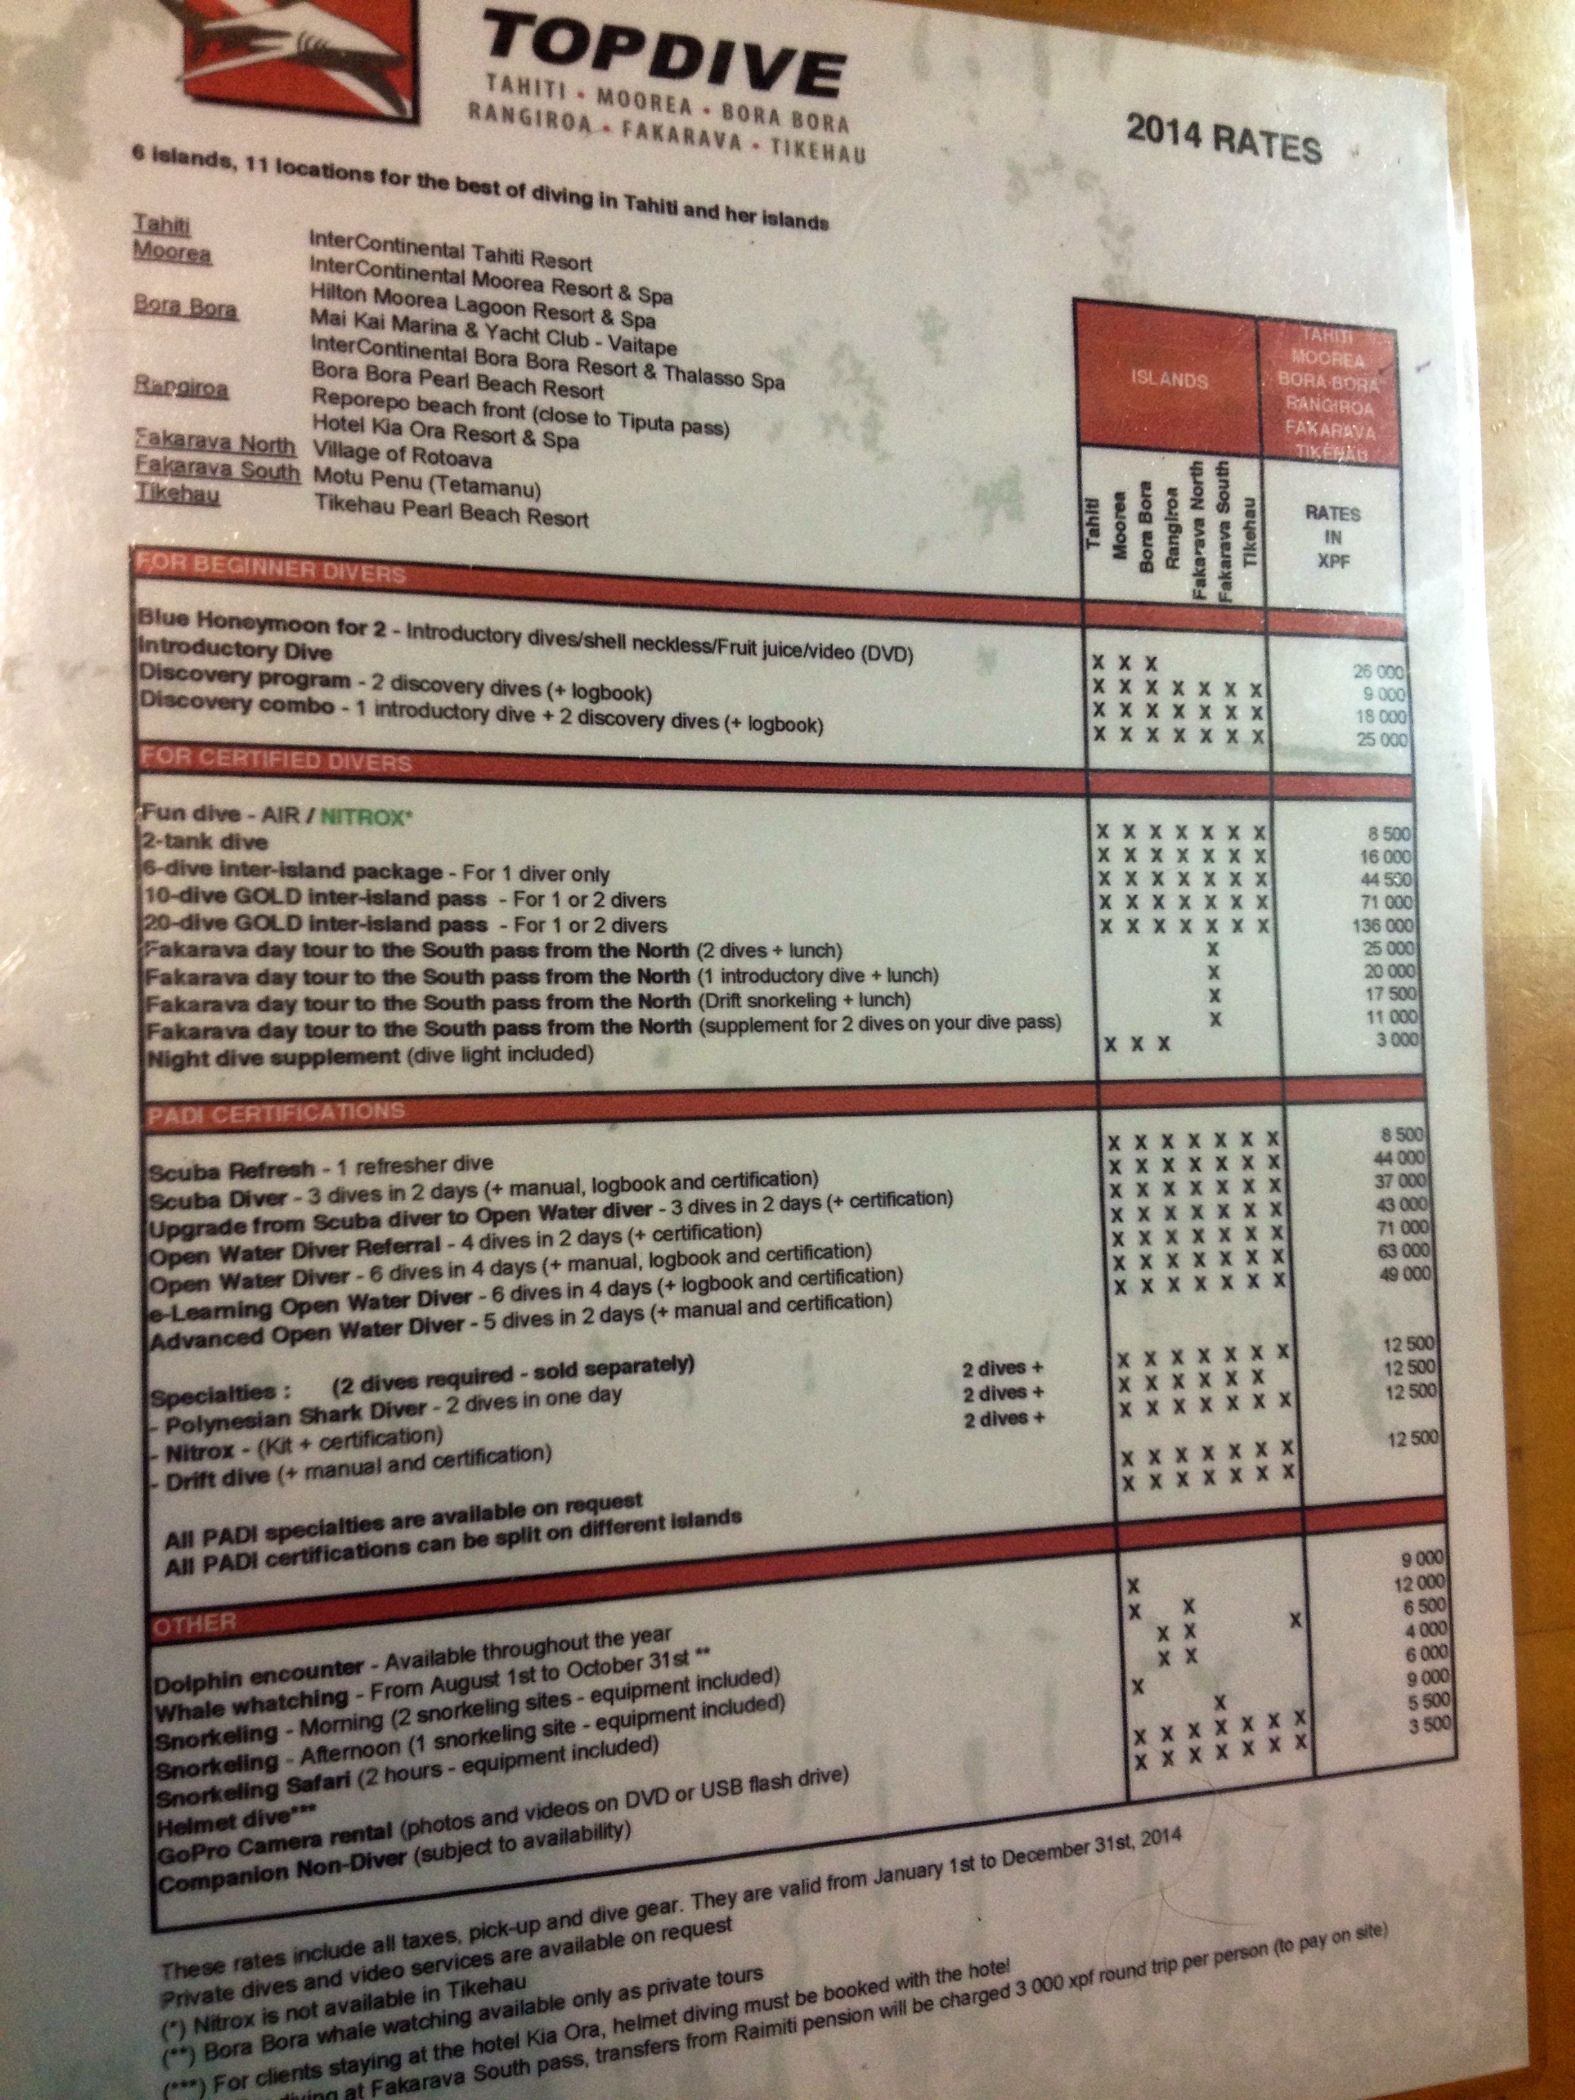 TOPDIVE
TAHITI • MOOREA • BORA BORA
RANGIROA • FAKARAVA • TIKEHAU
2014 RATES
6 islands, 11 locations for the best of diving in Tahiti and her islands
Tahiti InterContinental Tahiti Resort
Moorea InterContinental Moorea Resort & Spa
Hilton Moorea Lagoon Resort & Spa
Bora Bora Mai Kai Marina & Yacht Club - Vaitape
InterContinental Bora Bora Resort & Thalasso Spa
Bora Bora Pearl Beach Resort
Rangiroa Reporepo beach front (close to Tiputa pass)
Hotel Kia Ora Resort & Spa
Fakarava North Village of Rotoava
Fakarava South Motu Penu (Tetamanu)
Tikehau Tikehau Pearl Beach Resort
ISLANDS
TAHITI
MOOREA
BORA BORA
RANGIROA
FAKARAVA
TIKEHAU
Tahiti
Moorea
Bora Bora
Rangiroa
Fakarava North
Fakarava South
Tikehau
RATES
IN
XPF
FOR BEGINNER DIVERS
Blue Honeymoon for 2 - Introductory dives/shell neckless/Fruit juice/video (DVD) X X X 26 000
Introductory Dive X X X X X X X 9 000
Discovery program - 2 discovery dives (+ logbook) X X X X X X X 18 000
Discovery combo - 1 introductory dive + 2 discovery dives (+ logbook) X X X X X X X 25 000
FOR CERTIFIED DIVERS
Fun dive - AIR / NITROX* X X X X X X X 8 500
2-tank dive X X X X X X X 16 000
6-dive inter-island package - For 1 diver only X X X X X X X 44 500
10-dive GOLD inter-island pass - For 1 or 2 divers X X X X X X X 71 000
20-dive GOLD inter-island pass - For 1 or 2 divers X X X X X X X 136 000
Fakarava day tour to the South pass from the North (2 dives + lunch) X 25 000
Fakarava day tour to the South pass from the North (1 introductory dive + lunch) X 20 000
Fakarava day tour to the South pass from the North (Drift snorkeling + lunch) X 17 500
Fakarava day tour to the South pass from the North (supplement for 2 dives on your dive pass) X 11 000
Night dive supplement (dive light included) X X X 3 000
PADI CERTIFICATIONS
Scuba Refresh - 1 refresher dive X X X X X X X 8 500
Scuba Diver - 3 dives in 2 days (+ manual, logbook and certification) X X X X X X X 44 000
Upgrade from Scuba diver to Open Water diver - 3 dives in 2 days (+ certification) X X X X X X X 37 000
Open Water Diver Referral - 4 dives in 2 days (+ certification) X X X X X X X 43 000
Open Water Diver - 6 dives in 4 days (+ manual, logbook and certification) X X X X X X X 71 000
e-Learning Open Water Diver - 6 dives in 4 days (+ logbook and certification) X X X X X X X 63 000
Advanced Open Water Diver - 5 dives in 2 days (+ manual and certification) X X X X X X X 49 000
Specialties : (2 dives required - sold separately)
- Polynesian Shark Diver - 2 dives in one day 2 dives + X X X X X X X 12 500
- Nitrox - (Kit + certification) 2 dives + X X X X X X 12 500
- Drift dive (+ manual and certification) 2 dives + X X X X X X X 12 500
All PADI specialties are available on request X X X X X X X 12 500
All PADI certifications can be split on different islands X X X X X X X
OTHER
Dolphin encounter - Available throughout the year X 9 000
Whale whatching - From August 1st to October 31st ** X X 12 000
Snorkeling - Morning (2 snorkeling sites - equipment included) X X X 6 500
Snorkeling - Afternoon (1 snorkeling site - equipment included) X X 4 000
Snorkeling Safari (2 hours - equipment included) X 6 000
Helmet dive*** X 9 000
GoPro Camera rental (photos and videos on DVD or USB flash drive) X X X X X X X 5 500
Companion Non-Diver (subject to availability) X X X X X X X 3 500
These rates include all taxes, pick-up and dive gear. They are valid from January 1st to December 31st, 2014
Private dives and video services are available on request
(*) Nitrox is not available in Tikehau
(**) Bora Bora whale watching available only as private tours
(***) For clients staying at the hotel Kia Ora, helmet diving must be booked with the hotel
diving at Fakarava South pass, transfers from Raimiti pension will be charged 3 000 xpf round trip per person (to pay on site)